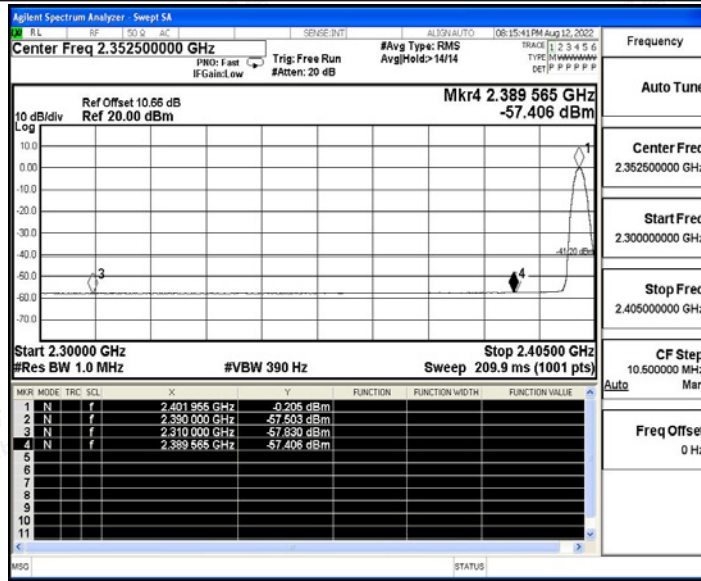 Agilent Spectrum Analyzer - Swept SA
RL RF 50 Ω AC SENSE:INT ALIGN AUTO 08:15:41 PM Aug 12, 2022
Center Freq 2.352500000 GHz
PNO: Fast
IFGain:Low
Trig: Free Run
#Atten: 20 dB
#Avg Type: RMS
Avg|Hold:> 14/14
TRACE 1 2 3 4 5 6
TYPE M WWWWW
DET P P P P P P
Ref Offset 10.66 dB
10 dB/div Ref 20.00 dBm
Log
Mkr4 2.389 565 GHz
-57.406 dBm
10.0
0.00
-10.0
-20.0
-30.0
-40.0
-50.0
-60.0
-70.0
1
-41.20 dBm
3
4
Start 2.30000 GHz Stop 2.40500 GHz
#Res BW 1.0 MHz #VBW 390 Hz Sweep 209.9 ms (1001 pts)
MKR MODE TRC SCL X Y FUNCTION FUNCTION WIDTH FUNCTION VALUE
1 N f 2.401 955 GHz -0.205 dBm
2 N f 2.390 000 GHz -57.503 dBm
3 N f 2.310 000 GHz -57.830 dBm
4 N f 2.389 565 GHz -57.406 dBm
5
6
7
8
9
10
11
MSG STATUS
Frequency
Auto Tune
Center Freq
2.352500000 GHz
Start Freq
2.300000000 GHz
Stop Freq
2.405000000 GHz
CF Step
10.500000 MHz
Auto Man
Freq Offset
0 Hz